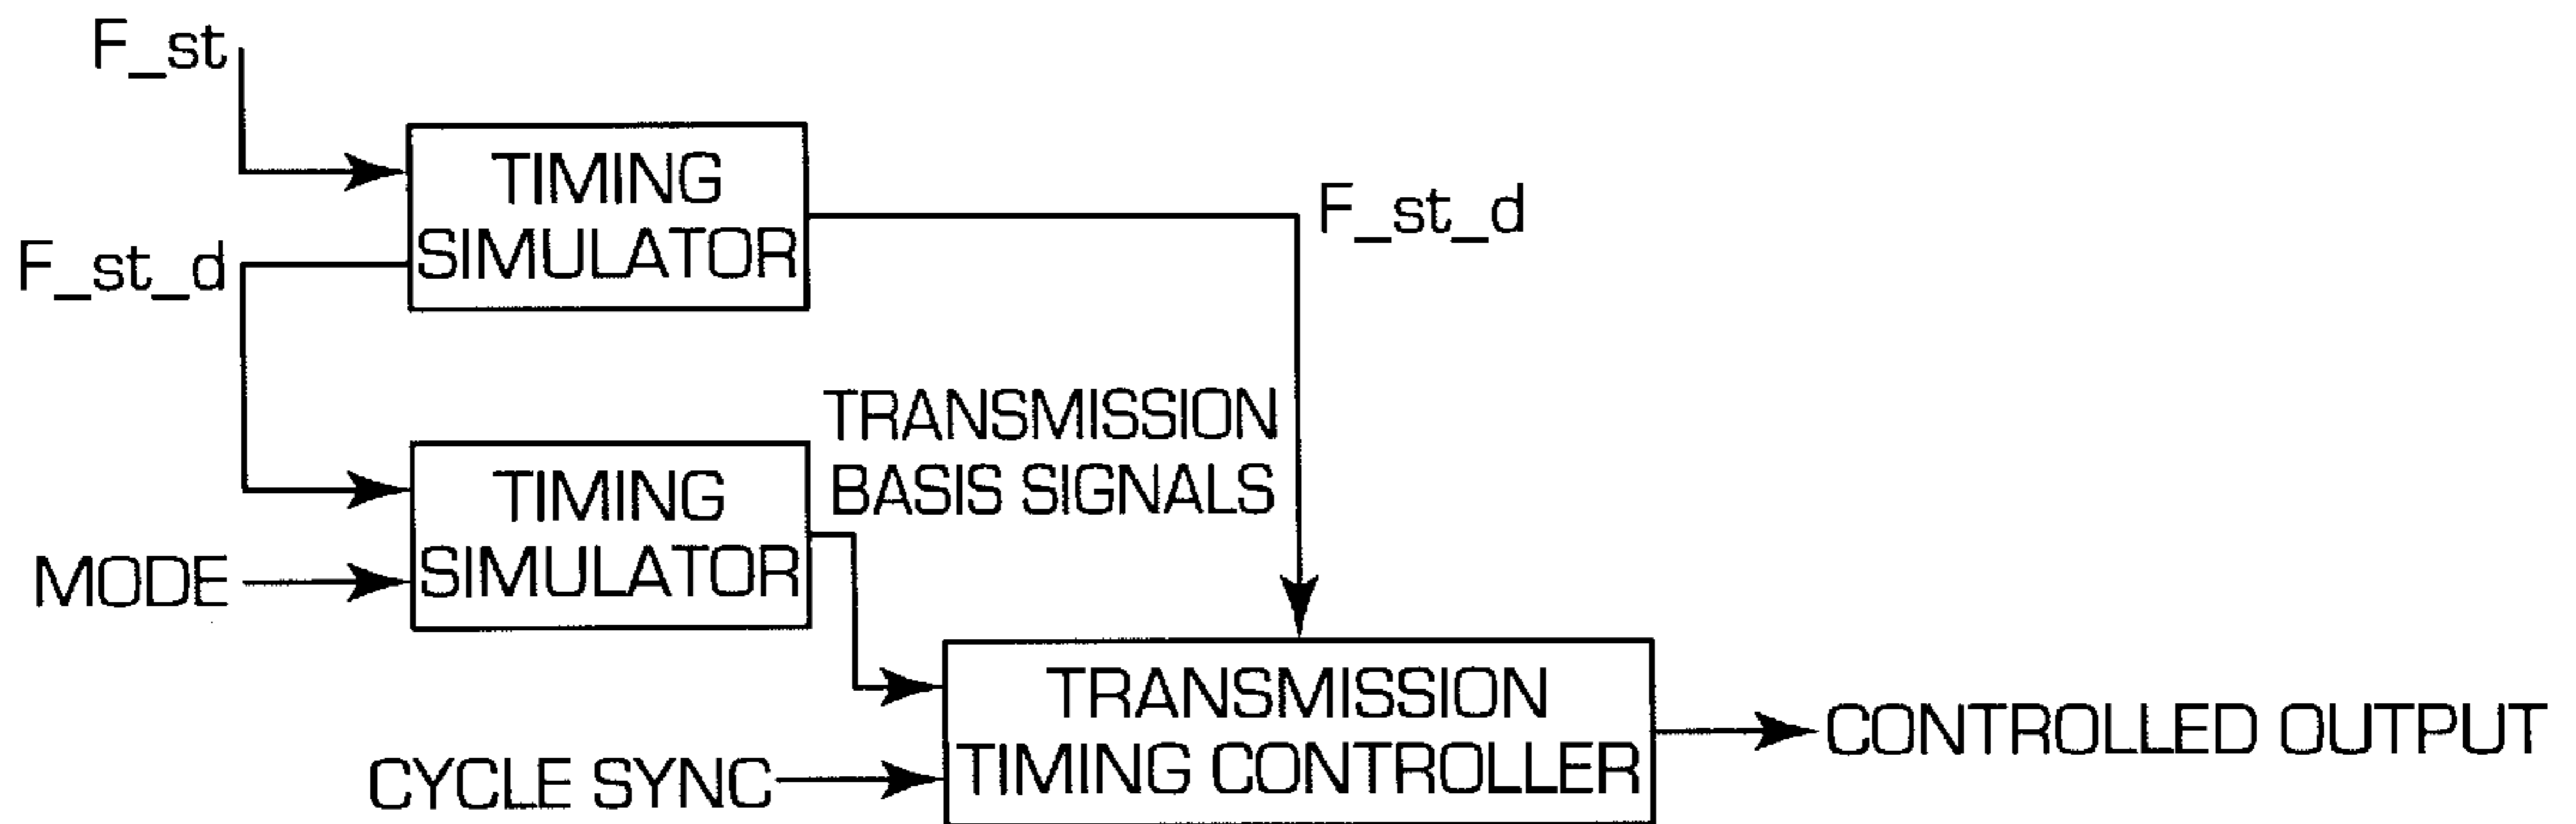 F_st
TIMING
SIMULATOR
F_st_d
F_st_d
TRANSMISSION
BASIS SIGNALS
TIMING
SIMULATOR
MODE
TRANSMISSION
TIMING CONTROLLER
CYCLE SYNC
CONTROLLED OUTPUT